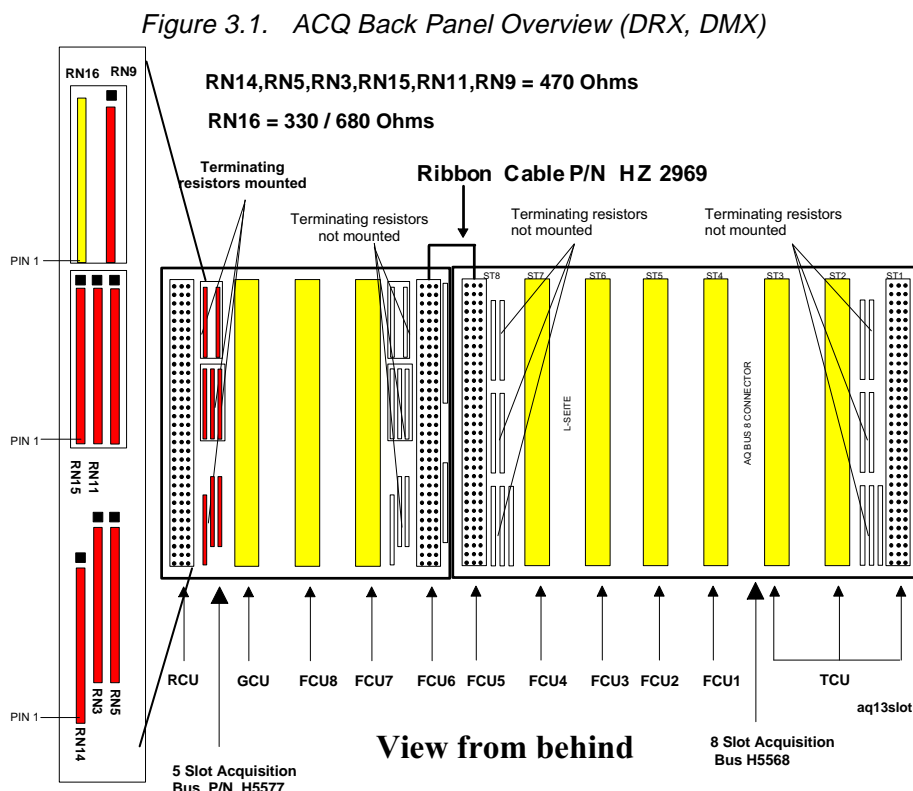 Figure 3.1. ACQ Back Panel Overview (DRX, DMX)
RN16 RN9
RN14,RN5,RN3,RN15,RN11,RN9 = 470 Ohms
RN16 = 330 / 680 Ohms
Terminating
resistors mounted
Ribbon Cable P/N HZ 2969
Terminating resistors
not mounted
Terminating resistors
not mounted
Terminating resistors
not mounted
PIN 1
ST8 ST7 ST6 ST5 ST4 ST3 ST2 ST1
L-SEITE
AQ BUS 8 CONNECTOR
PIN 1
RN15
RN11
PIN 1
RN14
RN3
RN5
RCU GCU FCU8 FCU7 FCU6 FCU5 FCU4 FCU3 FCU2 FCU1 TCU
aq13slot
View from behind
5 Slot Acquisition
Bus P/N H5577
8 Slot Acquisition
Bus H5568